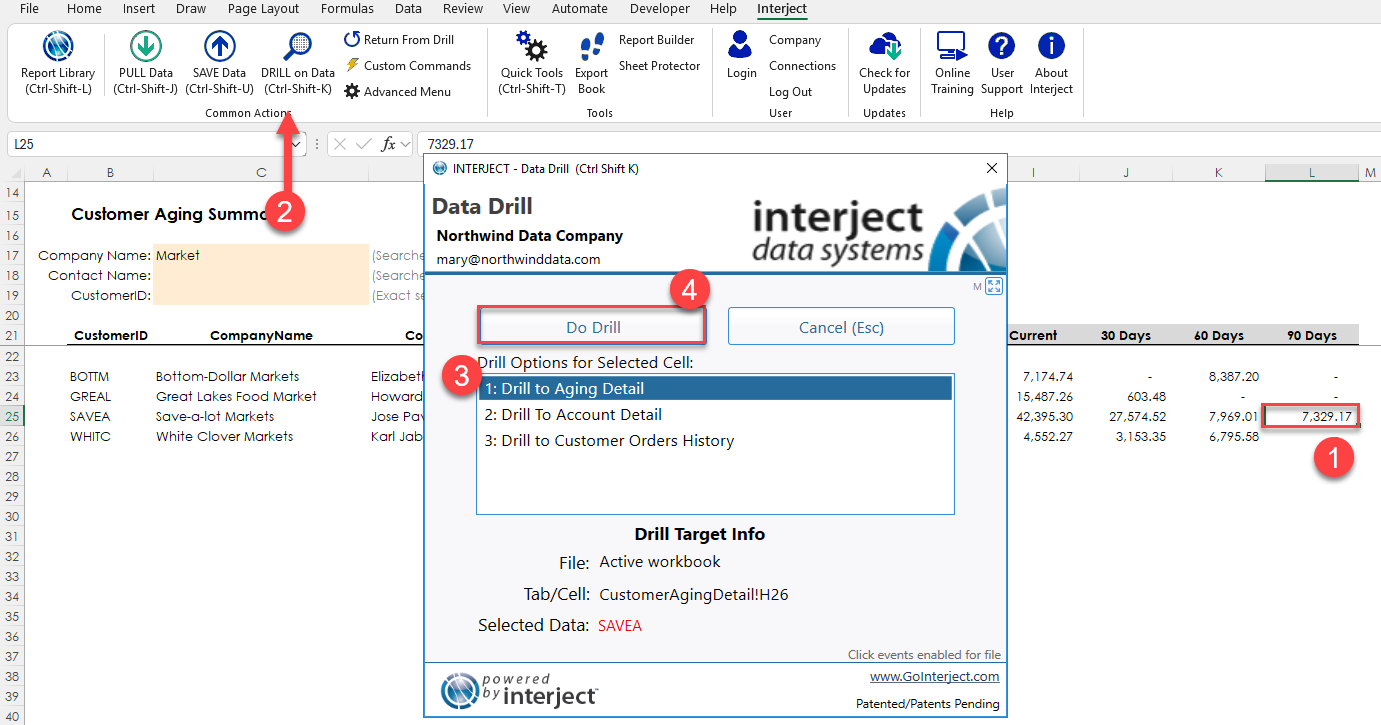 File Home Insert Draw Page Layout Formulas Data Review View Automate Developer Help Interject
Report Library (Ctrl-Shift-L)
PULL Data (Ctrl-Shift-J)
SAVE Data (Ctrl-Shift-U)
DRILL on Data (Ctrl-Shift-K)
Return From Drill
Custom Commands
Advanced Menu
Common Actions
Quick Tools (Ctrl-Shift-T)
Export Book
Report Builder
Sheet Protector
Tools
Login
Company
Connections
Log Out
User
Check for Updates
Updates
Online Training
User Support
About Interject
Help
L25 fx 7329.17
2
A B C I J K L M
14
15 Customer Aging Summa
16
17 Company Name: Market (Searche
18 Contact Name: (Searche
19 CustomerID: (Exact se
20
21 CustomerID CompanyName Co Current 30 Days 60 Days 90 Days
22
23 BOTTM Bottom-Dollar Markets Elizabeth 7,174.74 - 8,387.20 -
24 GREAL Great Lakes Food Market Howard 15,487.26 603.48 - -
25 SAVEA Save-a-lot Markets Jose Pav 42,395.30 27,574.52 7,969.01 7,329.17
26 WHITC White Clover Markets Karl Jab 4,552.27 3,153.35 6,795.58
1
27
28
29
30
31
32
33
34
35
36
37
38
39
40
INTERJECT - Data Drill (Ctrl Shift K)
Data Drill
Northwind Data Company
mary@northwinddata.com
interject
data systems
M
4
Do Drill Cancel (Esc)
Drill Options for Selected Cell:
3
1: Drill to Aging Detail
2: Drill To Account Detail
3: Drill to Customer Orders History
Drill Target Info
File: Active workbook
Tab/Cell: CustomerAgingDetail!H26
Selected Data: SAVEA
Click events enabled for file
powered by interject™
www.GoInterject.com
Patented/Patents Pending